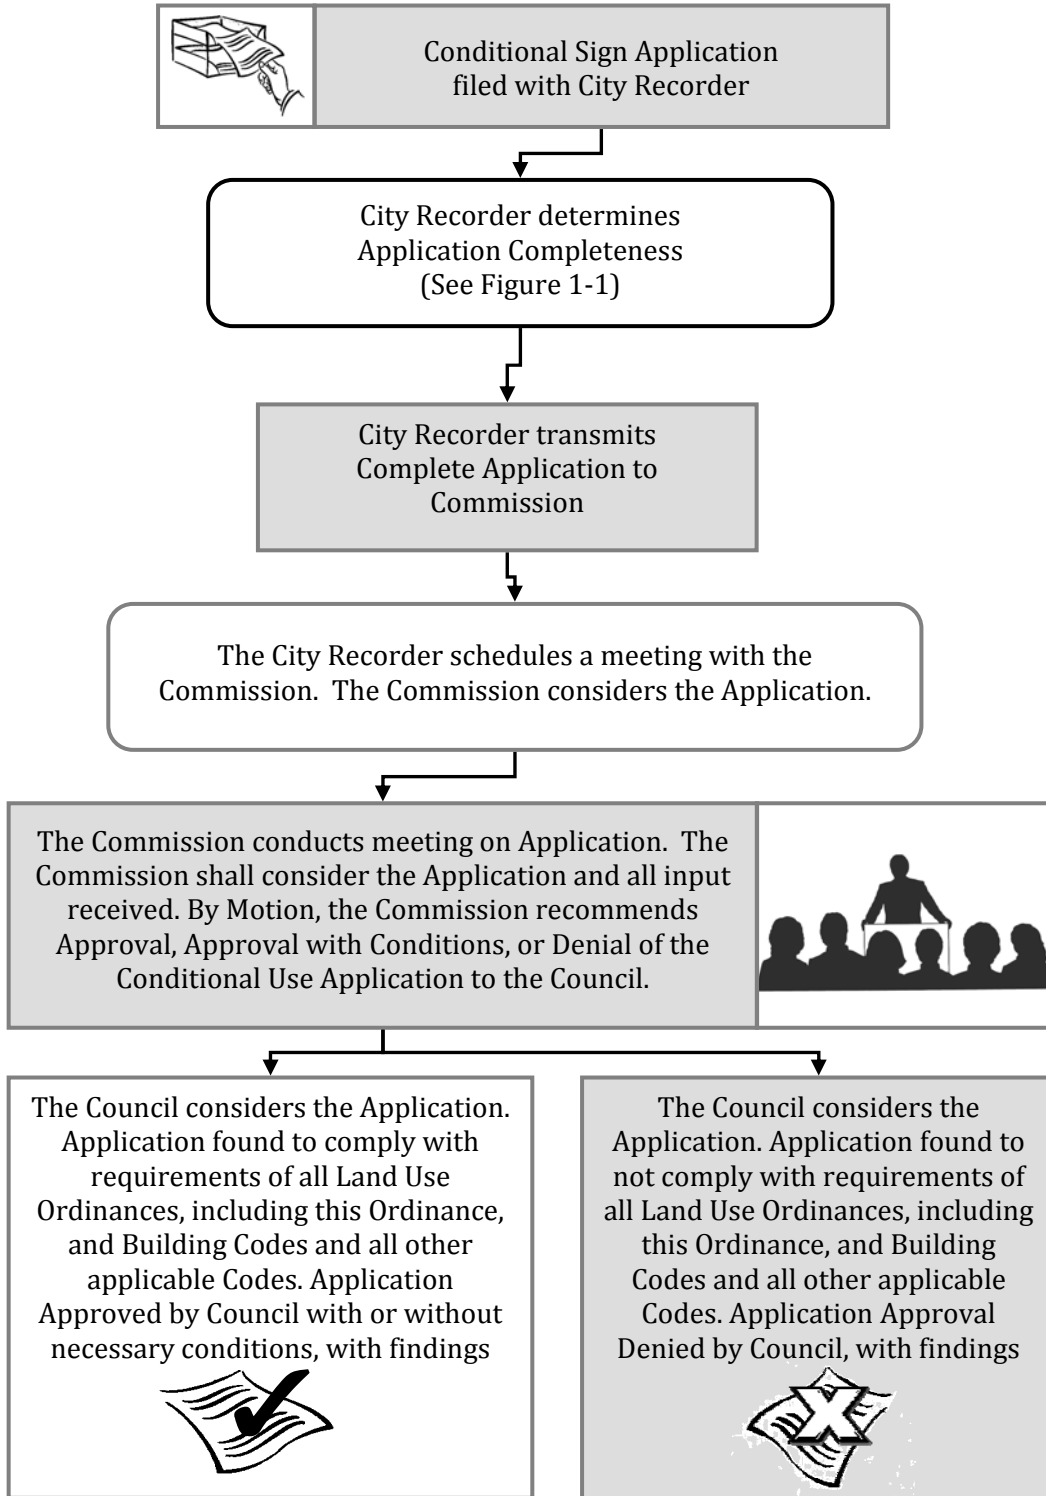 Conditional Sign Application
filed with City Recorder
City Recorder determines
Application Completeness
(See Figure 1-1)
City Recorder transmits
Complete Application to
Commission
The City Recorder schedules a meeting with the
Commission.  The Commission considers the Application.
The Commission conducts meeting on Application.  The
Commission shall consider the Application and all input
received. By Motion, the Commission recommends
Approval, Approval with Conditions, or Denial of the
Conditional Use Application to the Council.
The Council considers the Application.
Application found to comply with
requirements of all Land Use
Ordinances, including this Ordinance,
and Building Codes and all other
applicable Codes. Application
Approved by Council with or without
necessary conditions, with findings
The Council considers the
Application. Application found to
not comply with requirements of
all Land Use Ordinances, including
this Ordinance, and Building
Codes and all other applicable
Codes. Application Approval
Denied by Council, with findings